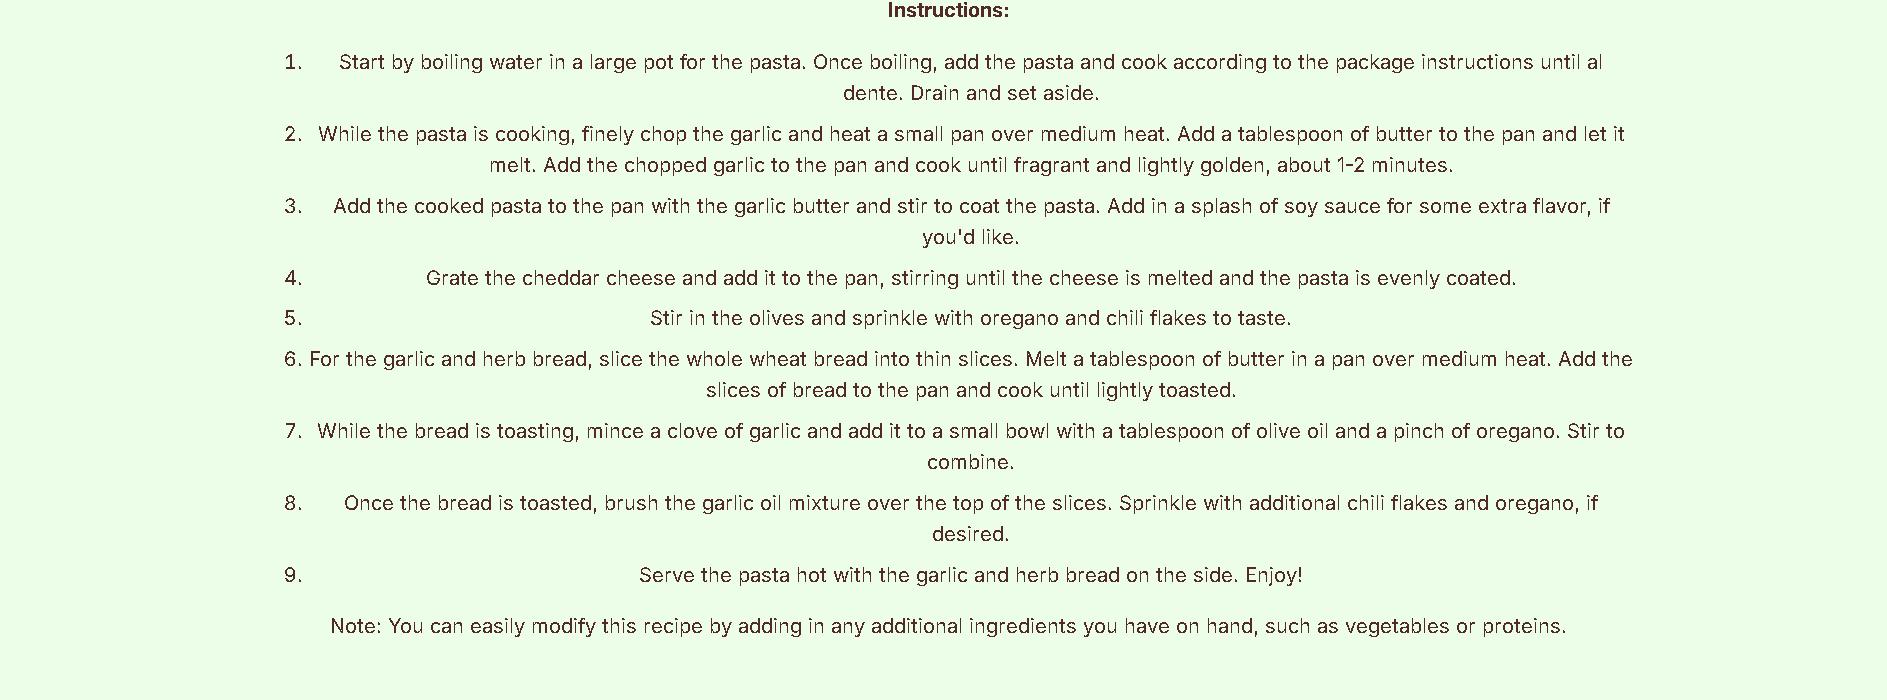 Instructions:
1. Start by boiling water in a large pot for the pasta. Once boiling, add the pasta and cook according to the package instructions until al
dente. Drain and set aside.
2. While the pasta is cooking, finely chop the garlic and heat a small pan over medium heat. Add a tablespoon of butter to the pan and let it
melt. Add the chopped garlic to the pan and cook until fragrant and lightly golden, about 1-2 minutes.
3. Add the cooked pasta to the pan with the garlic butter and stir to coat the pasta. Add in a splash of soy sauce for some extra flavor, if
you'd like.
4. Grate the cheddar cheese and add it to the pan, stirring until the cheese is melted and the pasta is evenly coated.
5. Stir in the olives and sprinkle with oregano and chili flakes to taste.
6. For the garlic and herb bread, slice the whole wheat bread into thin slices. Melt a tablespoon of butter in a pan over medium heat. Add the
slices of bread to the pan and cook until lightly toasted.
7. While the bread is toasting, mince a clove of garlic and add it to a small bowl with a tablespoon of olive oil and a pinch of oregano. Stir to
combine.
8. Once the bread is toasted, brush the garlic oil mixture over the top of the slices. Sprinkle with additional chili flakes and oregano, if
desired.
9. Serve the pasta hot with the garlic and herb bread on the side. Enjoy!
Note: You can easily modify this recipe by adding in any additional ingredients you have on hand, such as vegetables or proteins.